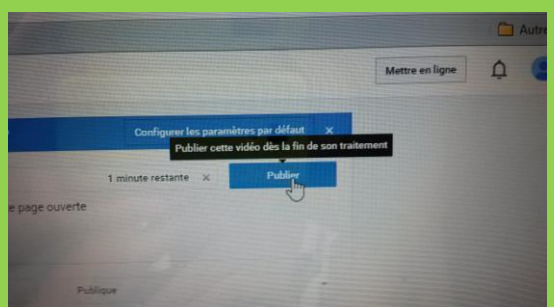 Autre
Mettre en ligne
Configurer les paramètres par défaut ×
Publier cette vidéo dès la fin de son traitement
1 minute restante × Publier
e page ouverte
Publique